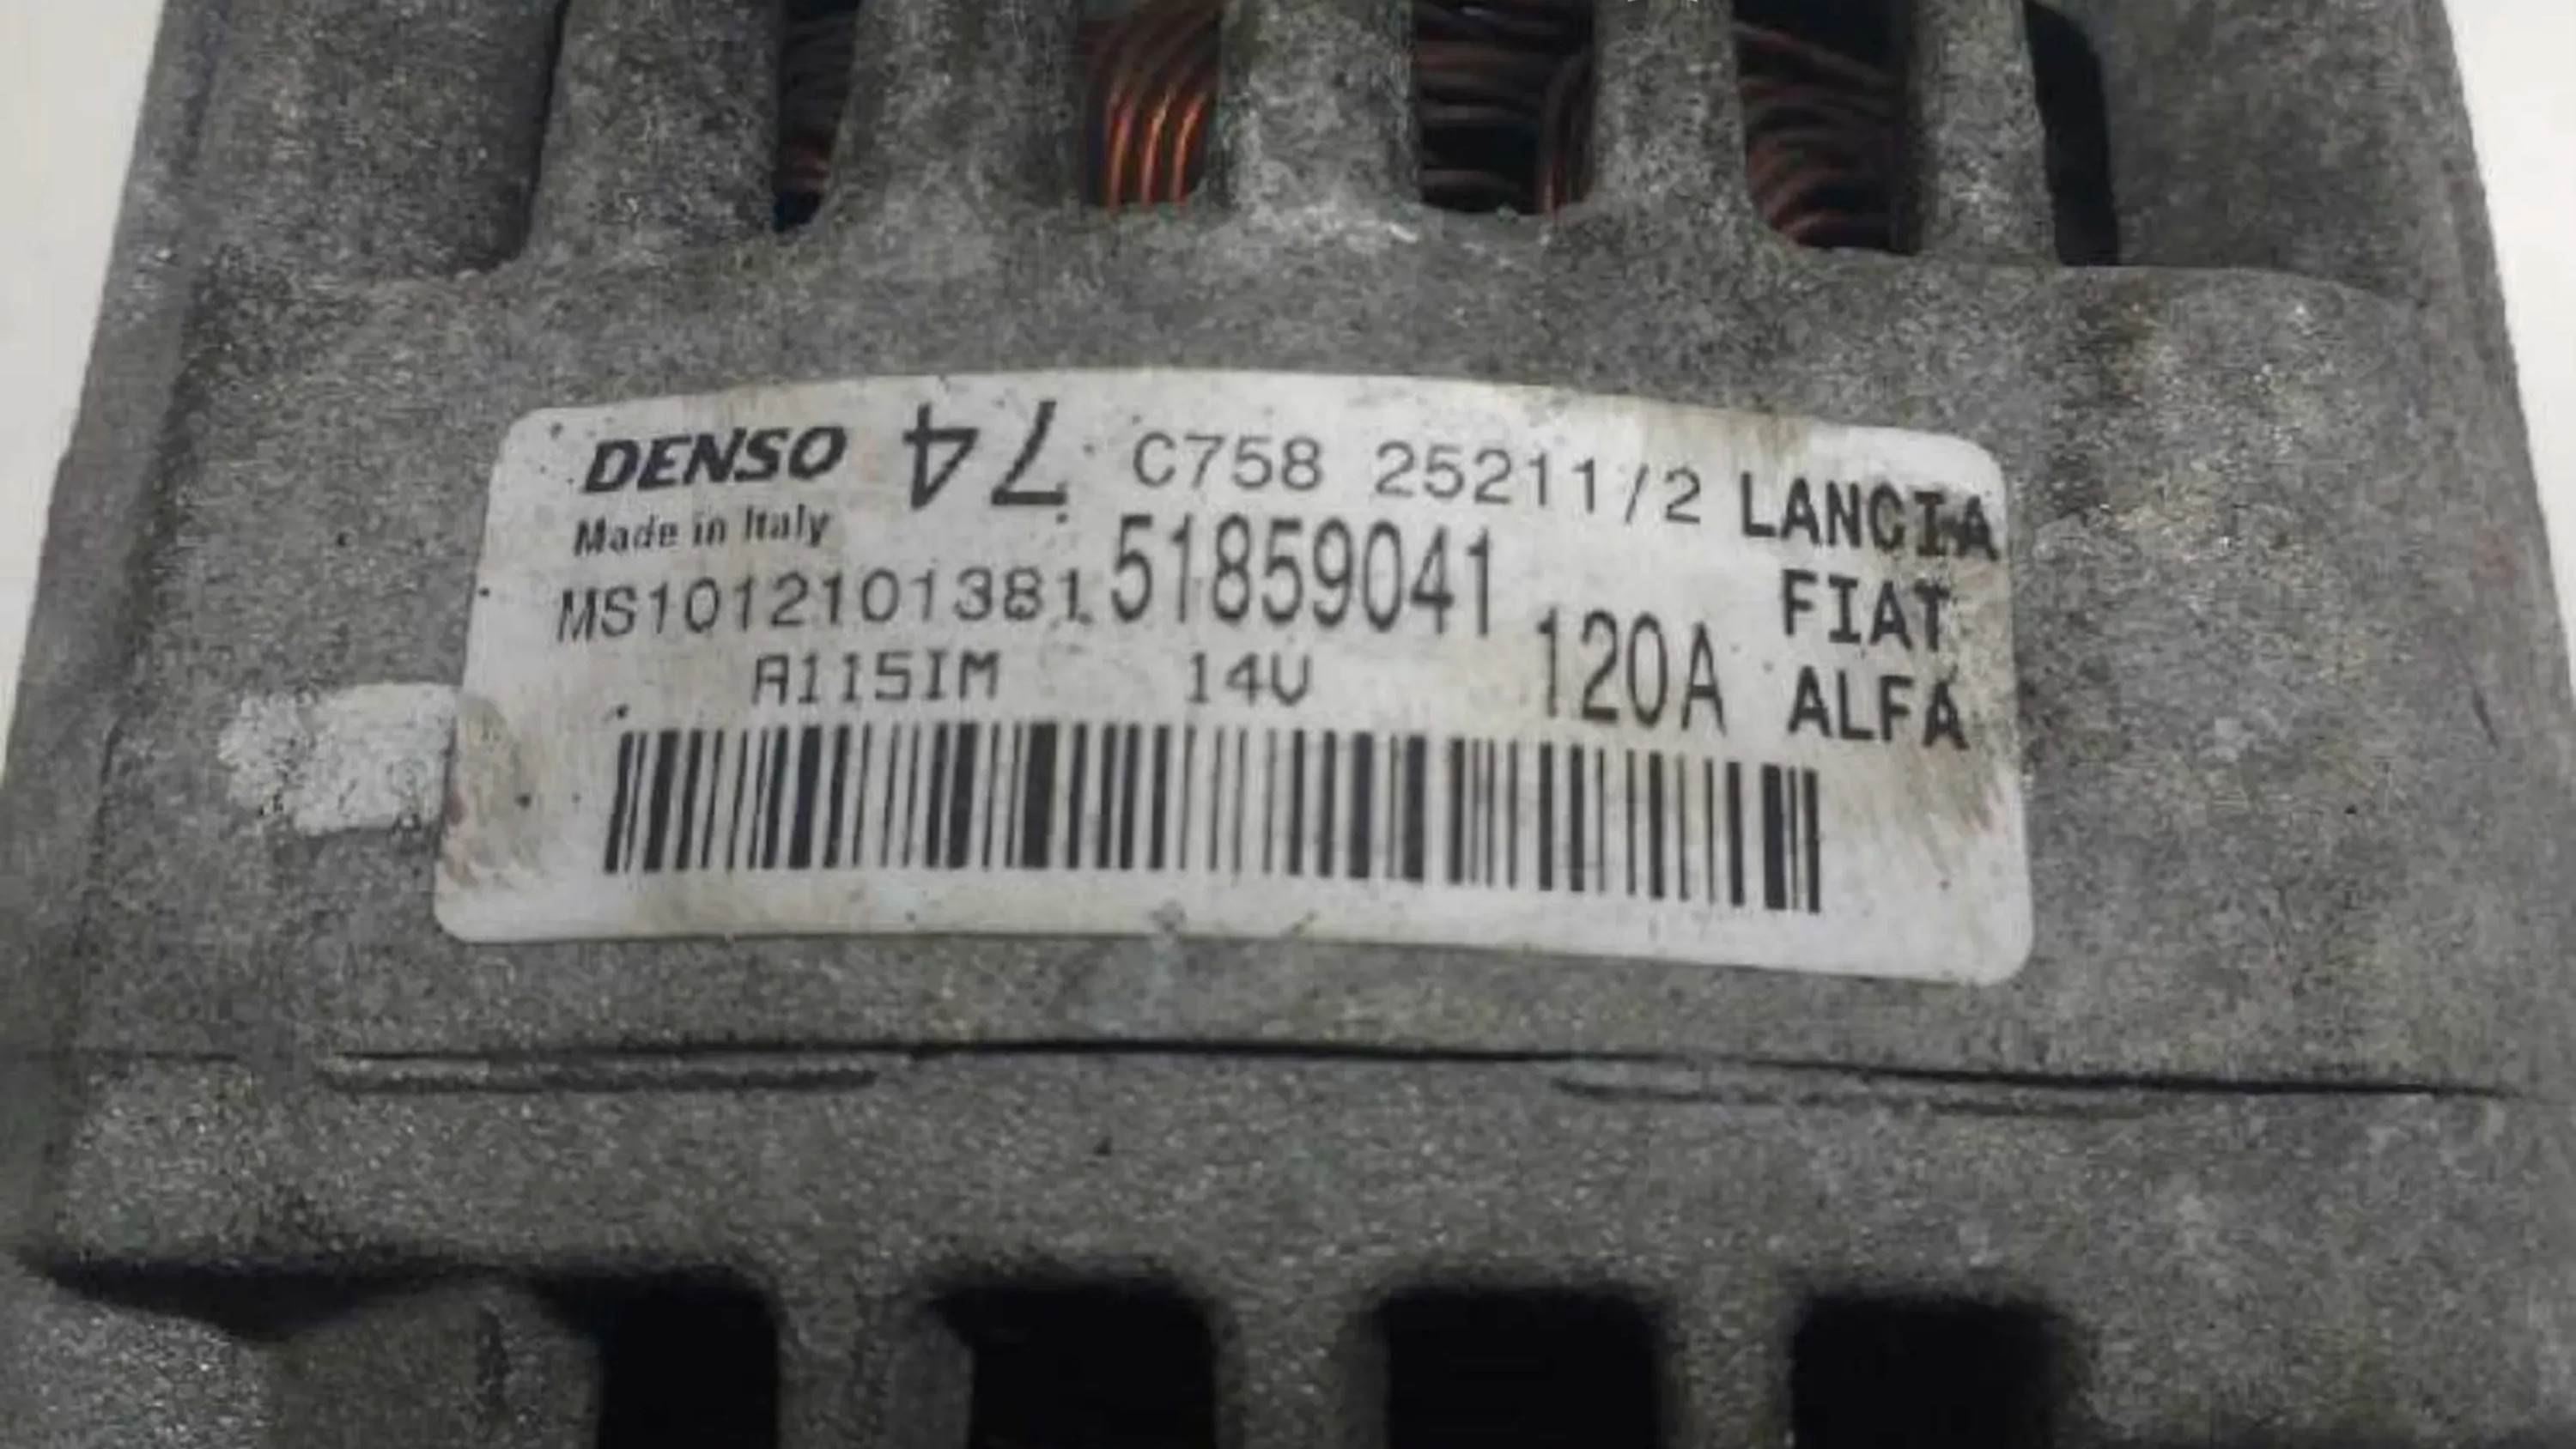 DENSO 74 C758 25211/2 LANCIA
Made in Italy
MS1012101381 51859041 FIAT
A115IM 14V 120A ALFA